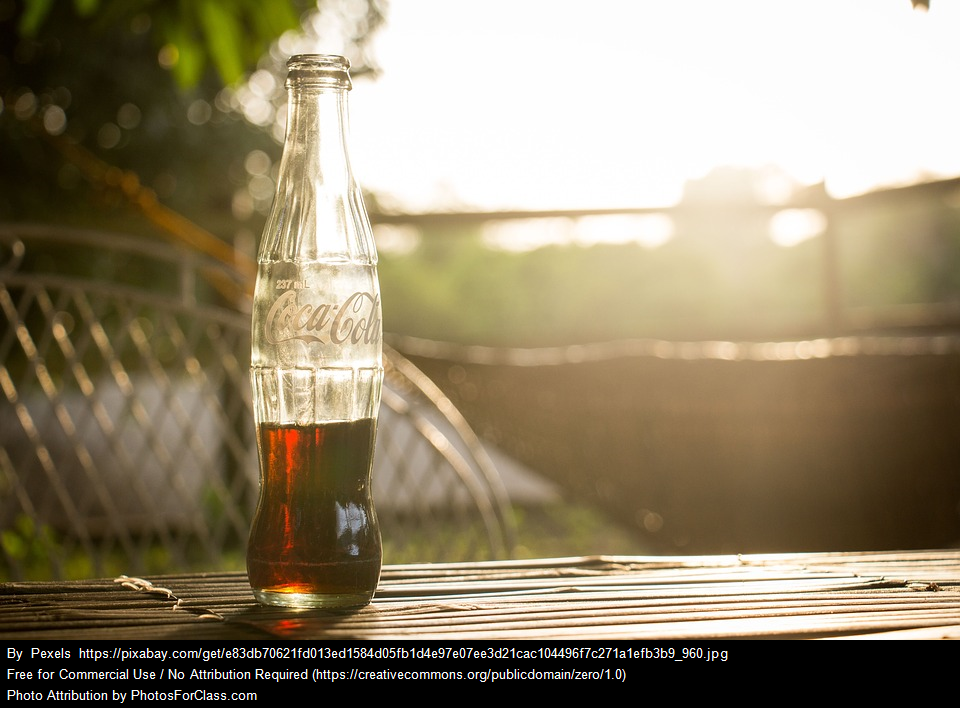 237 mL
Coca-Cola
By Pexels https://pixabay.com/get/e83db70621fd013ed1584d05fb1d4e97e07ee3d21cac104496f7c271a1efb3b9_960.jpg
Free for Commercial Use / No Attribution Required (https://creativecommons.org/publicdomain/zero/1.0)
Photo Attribution by PhotosForClass.com